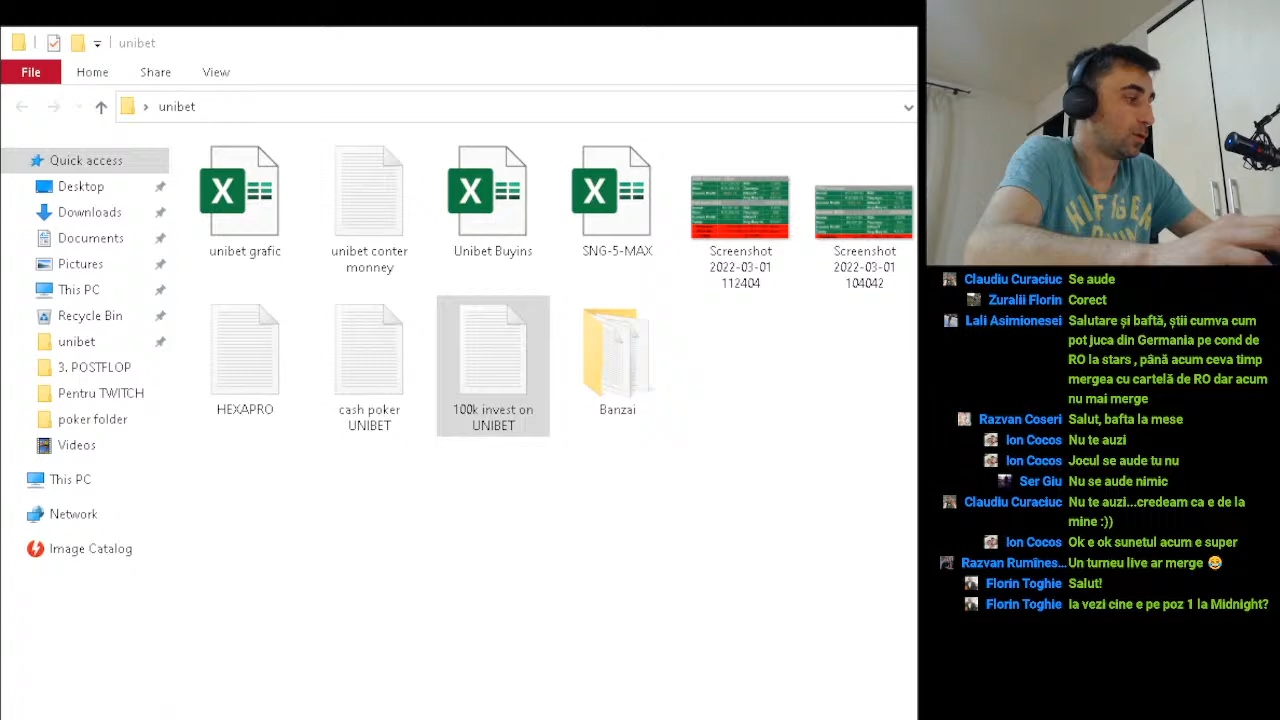 unibet
File Home Share View
unibet
Quick access
Desktop
Downloads
Documents
Pictures
This PC
Recycle Bin
unibet
3. POSTFLOP
Pentru TWITCH
poker folder
Videos
This PC
Network
Image Catalog
unibet grafic
unibet conter
monney
Unibet Buyins
SNG-5-MAX
Screenshot
2022-03-01
112404
Screenshot
2022-03-01
104042
HEXAPRO
cash poker
UNIBET
100k invest on
UNIBET
Banzai
Claudiu Curaciuc Se aude
Zuralii Florin Corect
Lali Asimionesei Salutare și baftă, știi cumva cum
pot juca din Germania pe cond de
RO la stars , până acum ceva timp
mergea cu cartelă de RO dar acum
nu mai merge
Razvan Coseri Salut, bafta la mese
Ion Cocos Nu te auzi
Ion Cocos Jocul se aude tu nu
Ser Giu Nu se aude nimic
Claudiu Curaciuc Nu te auzi...credeam ca e de la
mine :))
Ion Cocos Ok e ok sunetul acum e super
Razvan Rumînes... Un turneu live ar merge 😂
Florin Toghie Salut!
Florin Toghie Ia vezi cine e pe poz 1 la Midnight?